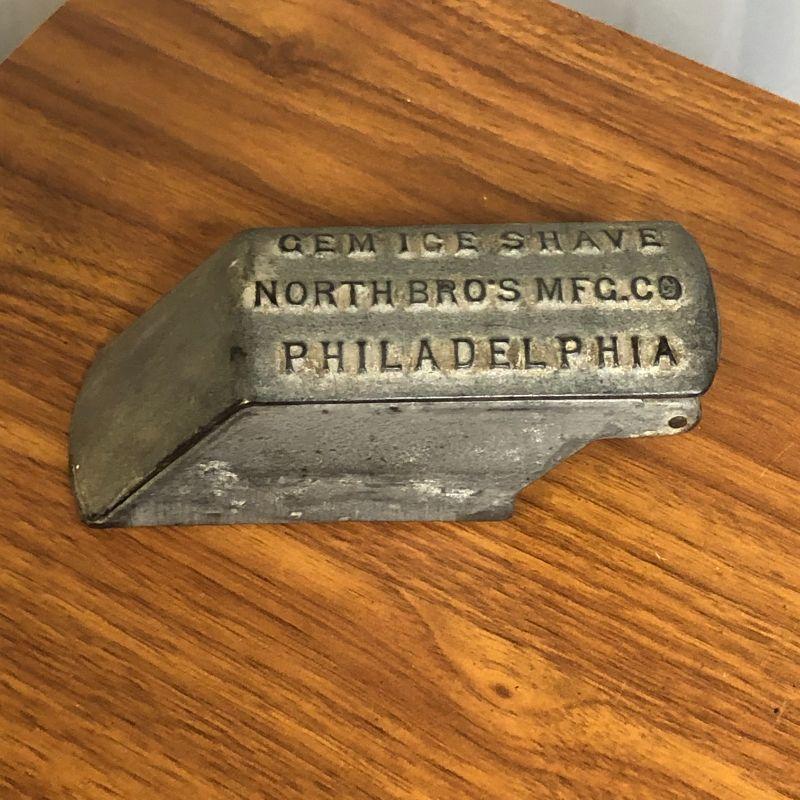 GEM ICE SHAVE
NORTH BRO'S MFG.CO
PHILADELPHIA